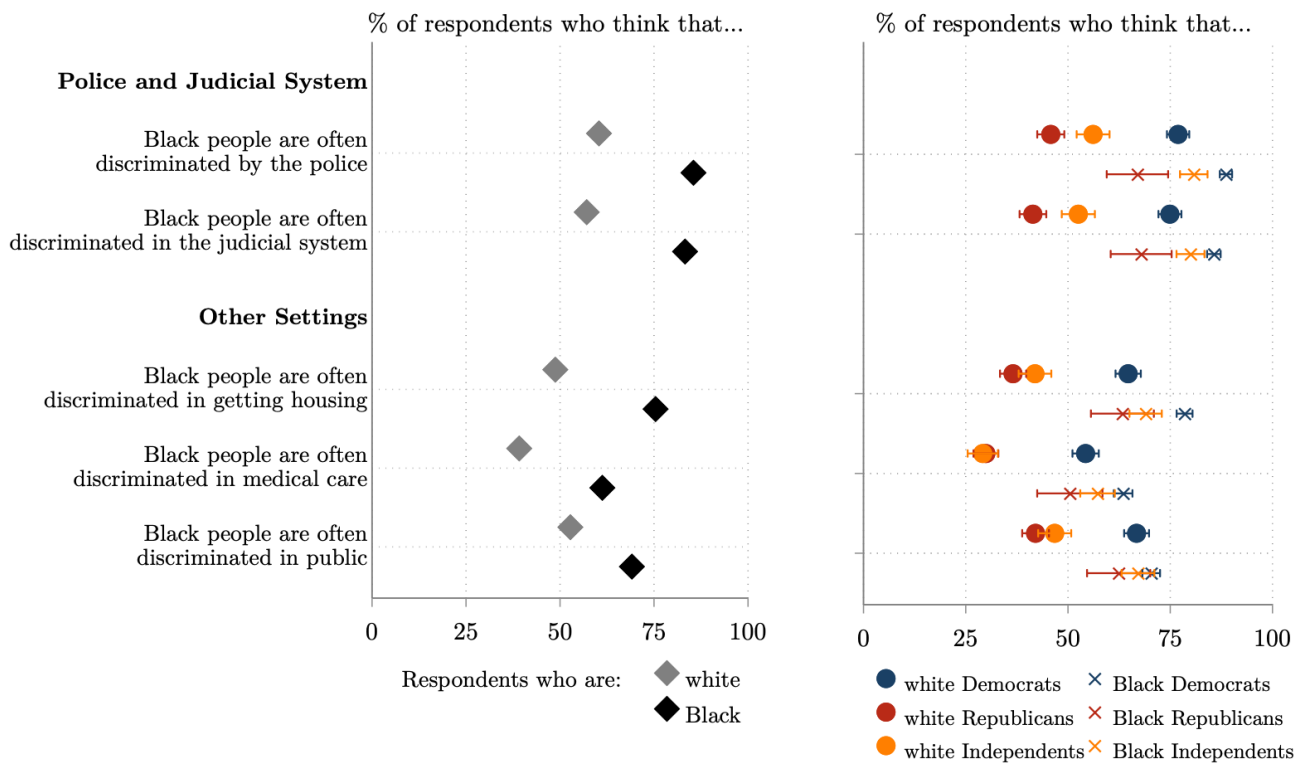 % of respondents who think that...
Police and Judicial System
Black people are often
discriminated by the police
Black people are often
discriminated in the judicial system
Other Settings
Black people are often
discriminated in getting housing
Black people are often
discriminated in medical care
Black people are often
discriminated in public
0 25 50 75 100
Respondents who are:
white
Black
% of respondents who think that...
0 25 50 75 100
white Democrats
Black Democrats
white Republicans
Black Republicans
white Independents
Black Independents